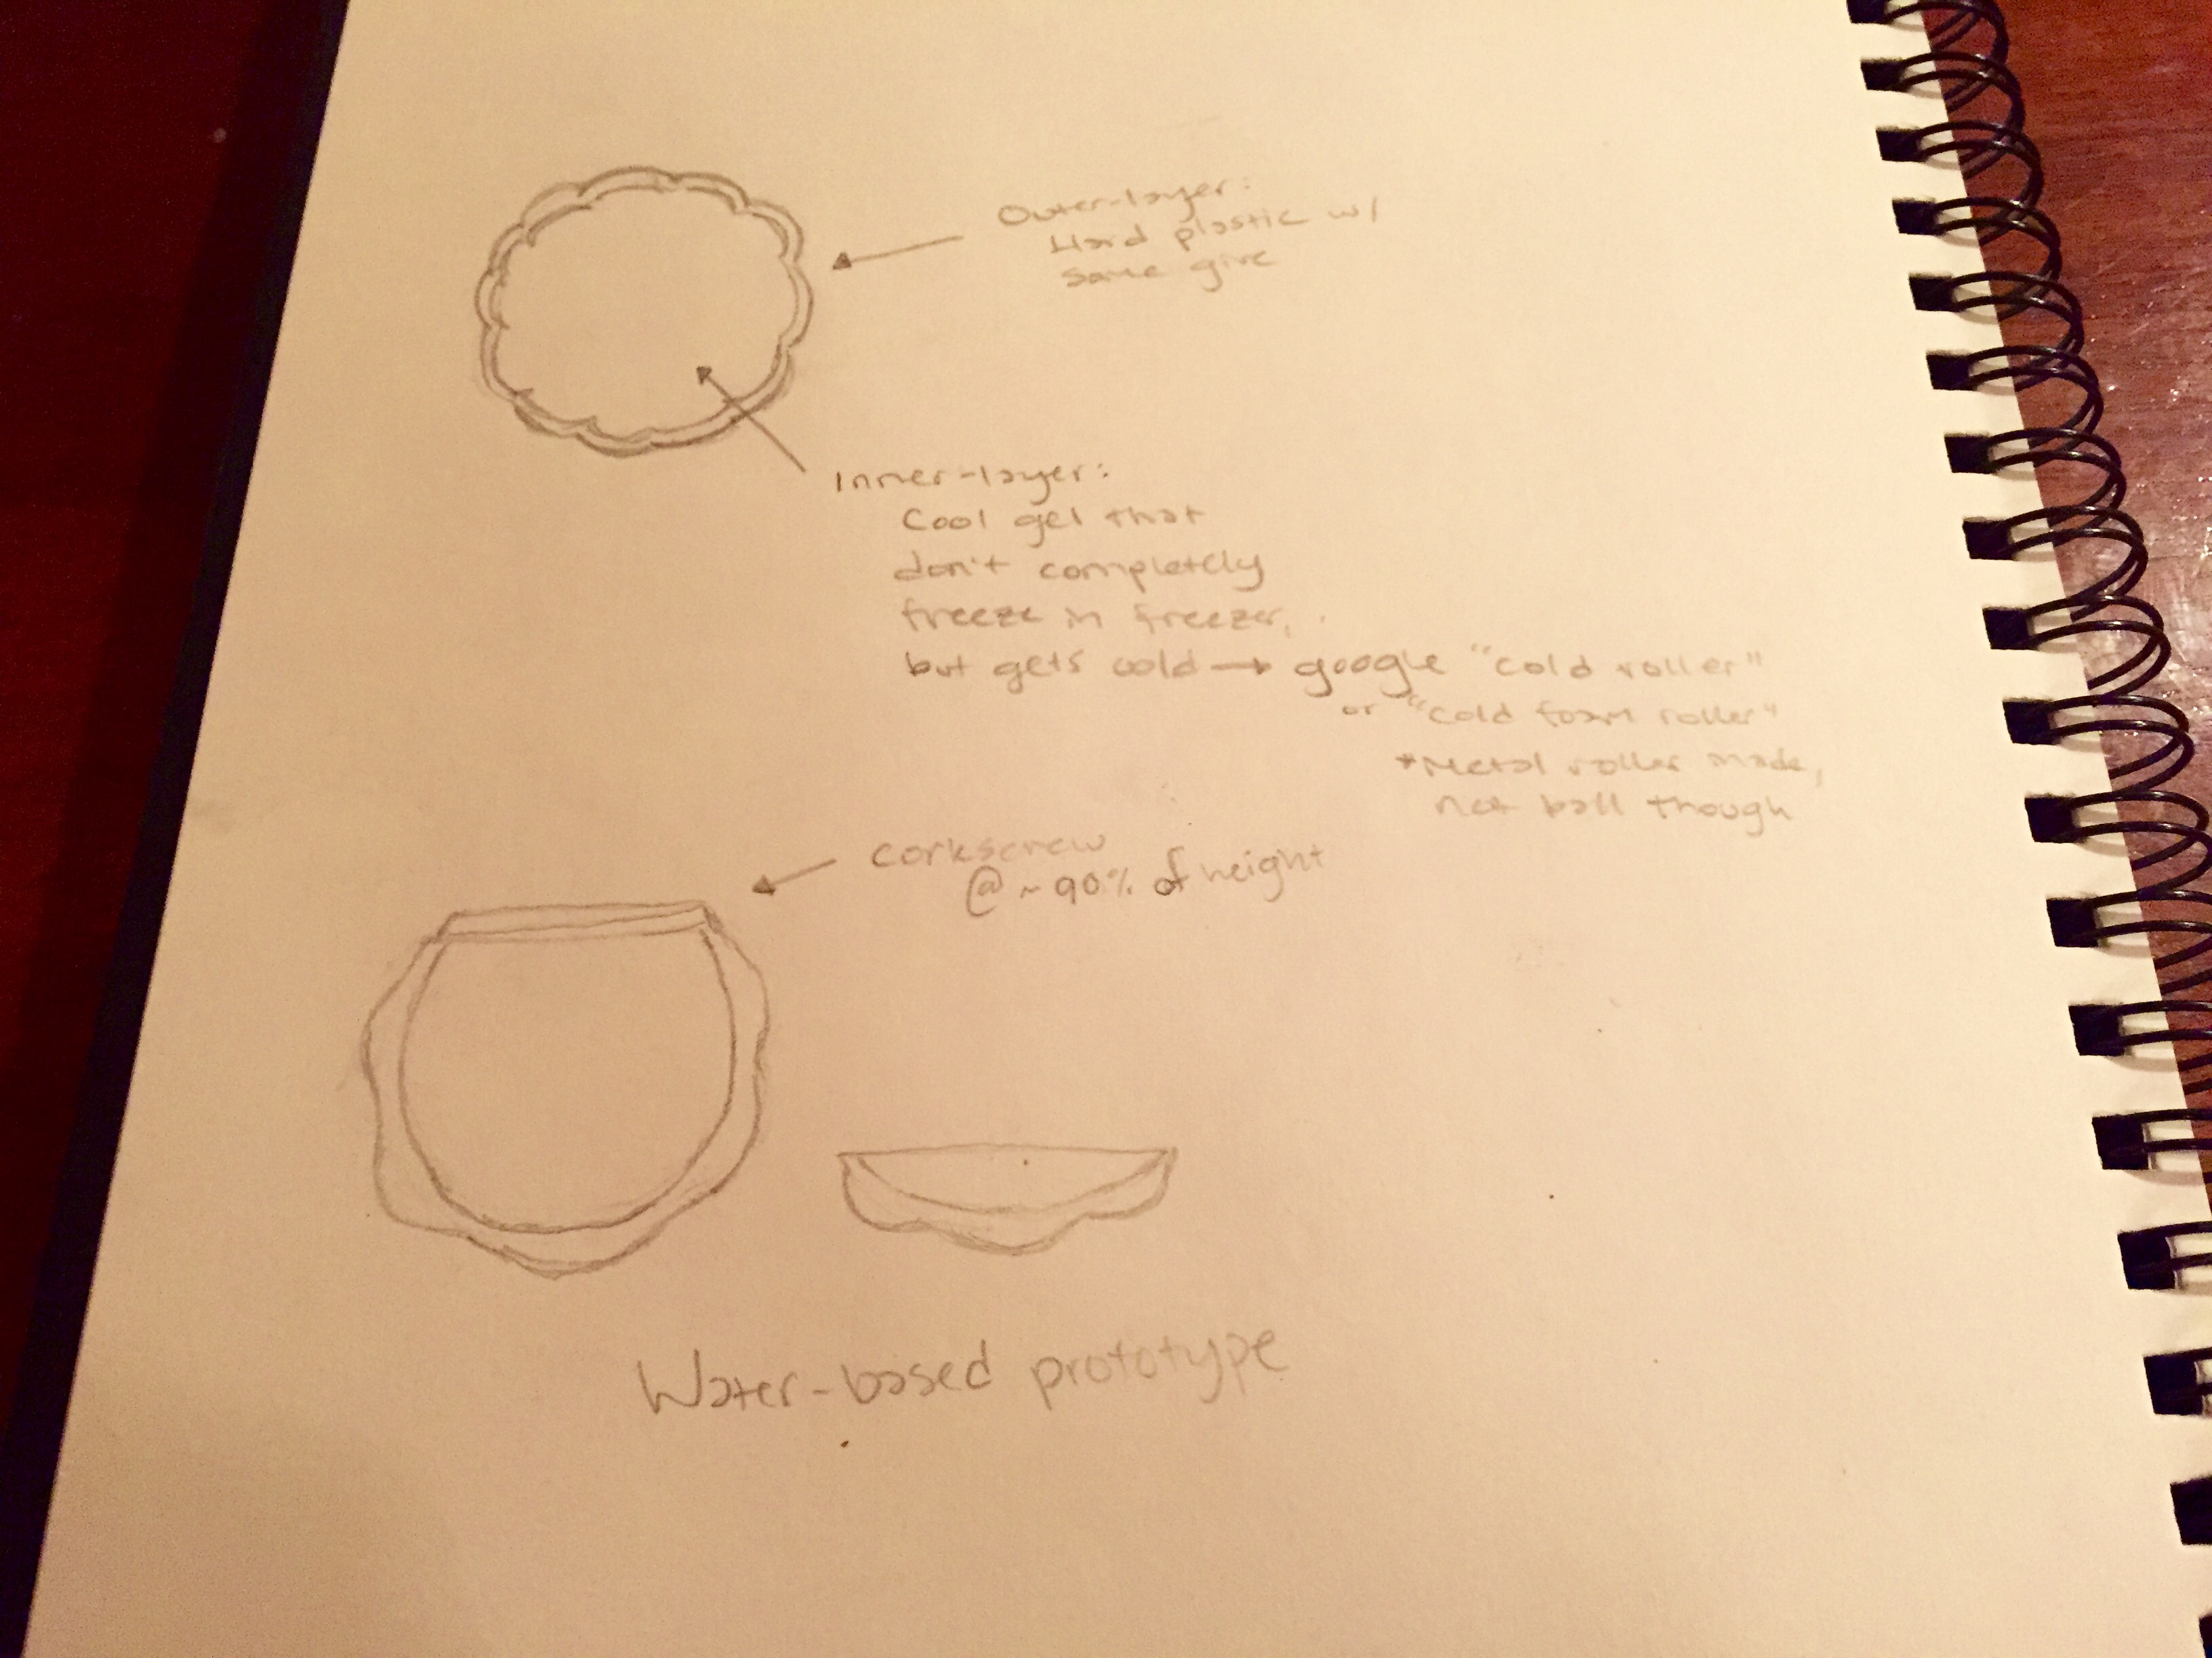 Outer-layer:
Hard plastic w/
some give
Inner-layer:
Cool gel that
don't completely
freeze in freezer,
but gets cold → google "cold roller"
or "cold foam roller"
*Metal roller made,
not ball though
corkscrew
@ ~90% of height
Water-based prototype